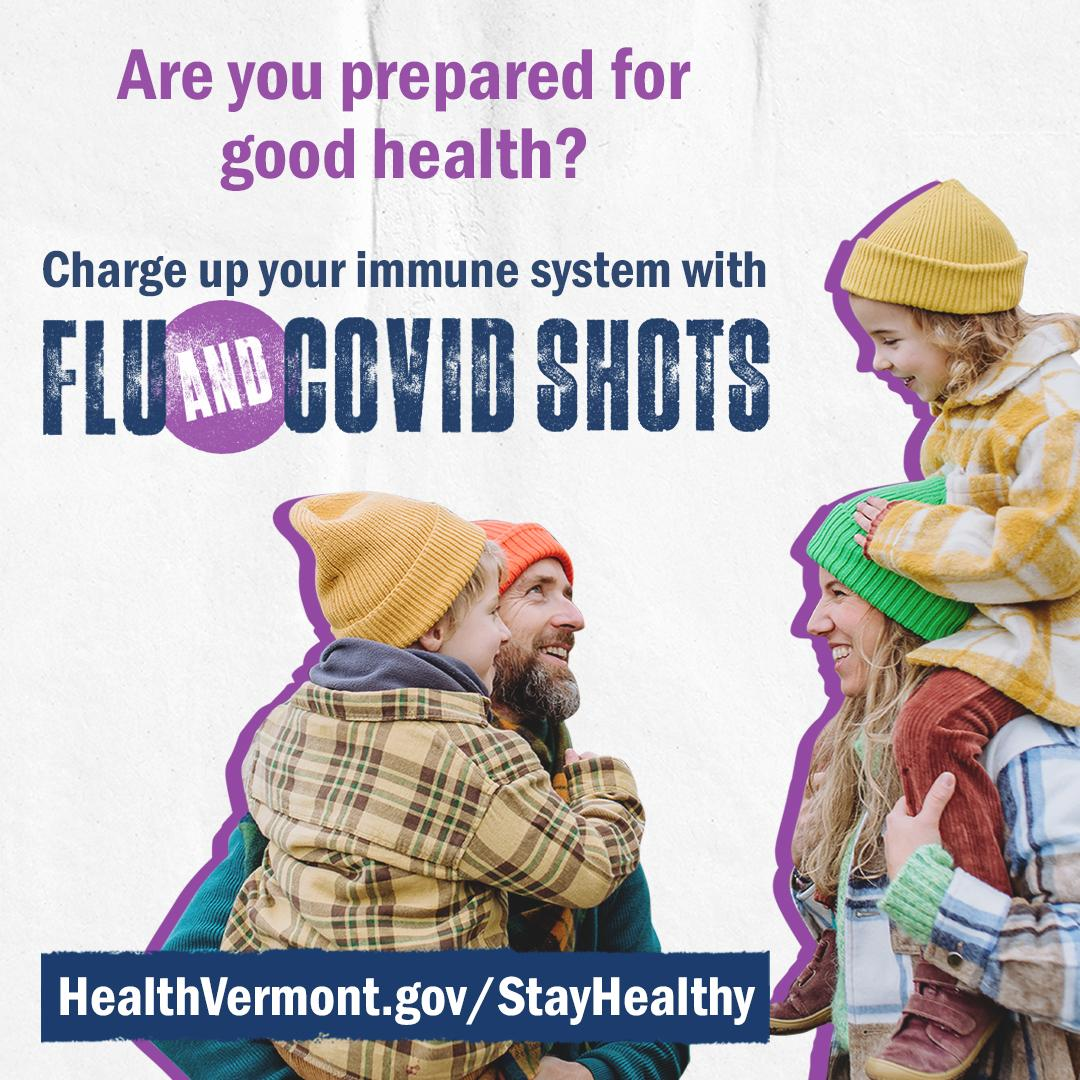 Are you prepared for
good health?
Charge up your immune system with
FLU AND COVID SHOTS
HealthVermont.gov/StayHealthy